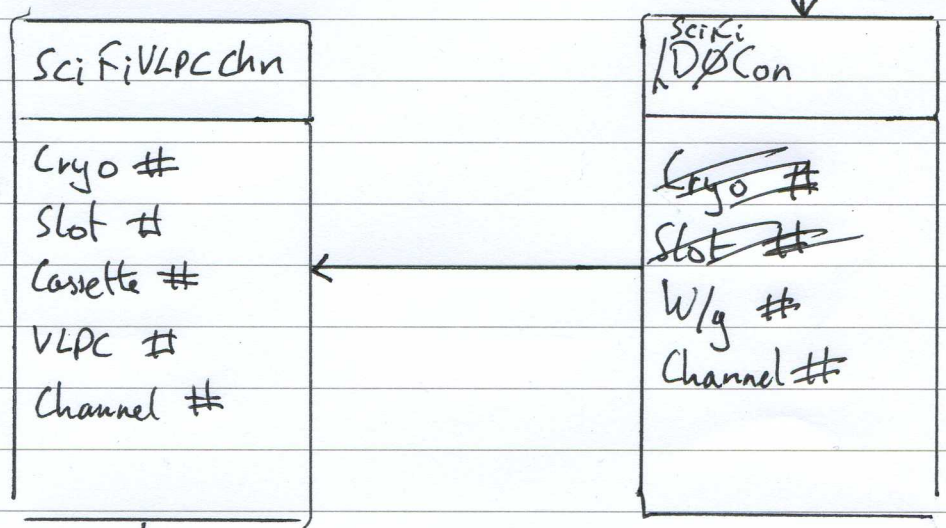 SciFiVLPCChn
Cryo #
Slot #
Cassette #
VLPC #
Channel #
SciFi
DØCon
Cryo #
Slot #
W/g #
Channel #